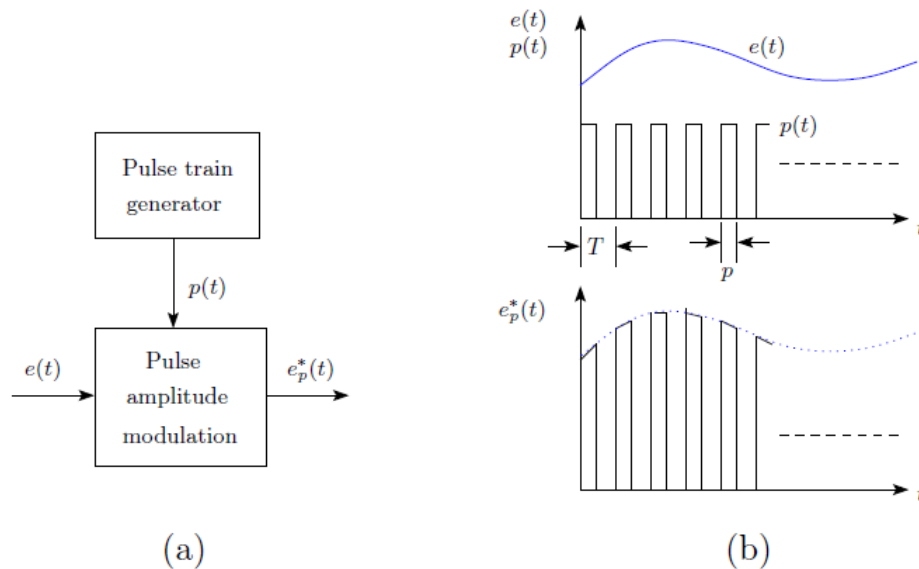 Pulse train
generator
p(t)
e(t)
Pulse
amplitude
modulation
e*p(t)
(a)
e(t)
p(t)
e(t)
p(t)
T
p
e*p(t)
(b)